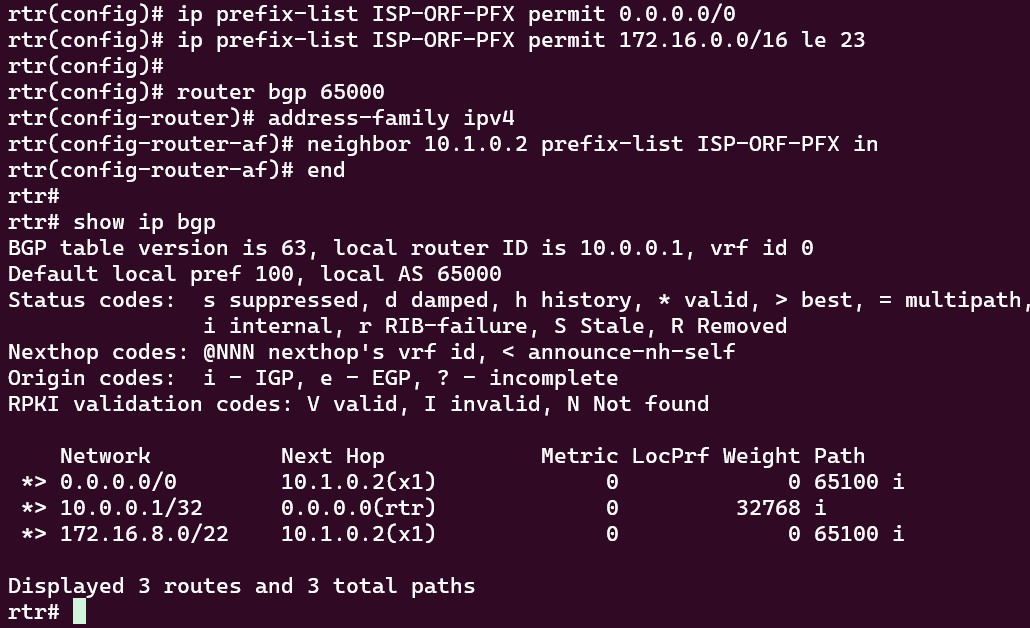 rtr(config)# ip prefix-list ISP-ORF-PFX permit 0.0.0.0/0
rtr(config)# ip prefix-list ISP-ORF-PFX permit 172.16.0.0/16 le 23
rtr(config)#
rtr(config)# router bgp 65000
rtr(config-router)# address-family ipv4
rtr(config-router-af)# neighbor 10.1.0.2 prefix-list ISP-ORF-PFX in
rtr(config-router-af)# end
rtr#
rtr# show ip bgp
BGP table version is 63, local router ID is 10.0.0.1, vrf id 0
Default local pref 100, local AS 65000
Status codes:  s suppressed, d damped, h history, * valid, > best, = multipath,
               i internal, r RIB-failure, S Stale, R Removed
Nexthop codes: @NNN nexthop's vrf id, < announce-nh-self
Origin codes:  i - IGP, e - EGP, ? - incomplete
RPKI validation codes: V valid, I invalid, N Not found

    Network          Next Hop            Metric LocPrf Weight Path
 *> 0.0.0.0/0        10.1.0.2(x1)             0             0 65100 i
 *> 10.0.0.1/32      0.0.0.0(rtr)             0         32768 i
 *> 172.16.8.0/22    10.1.0.2(x1)             0             0 65100 i

Displayed 3 routes and 3 total paths
rtr#